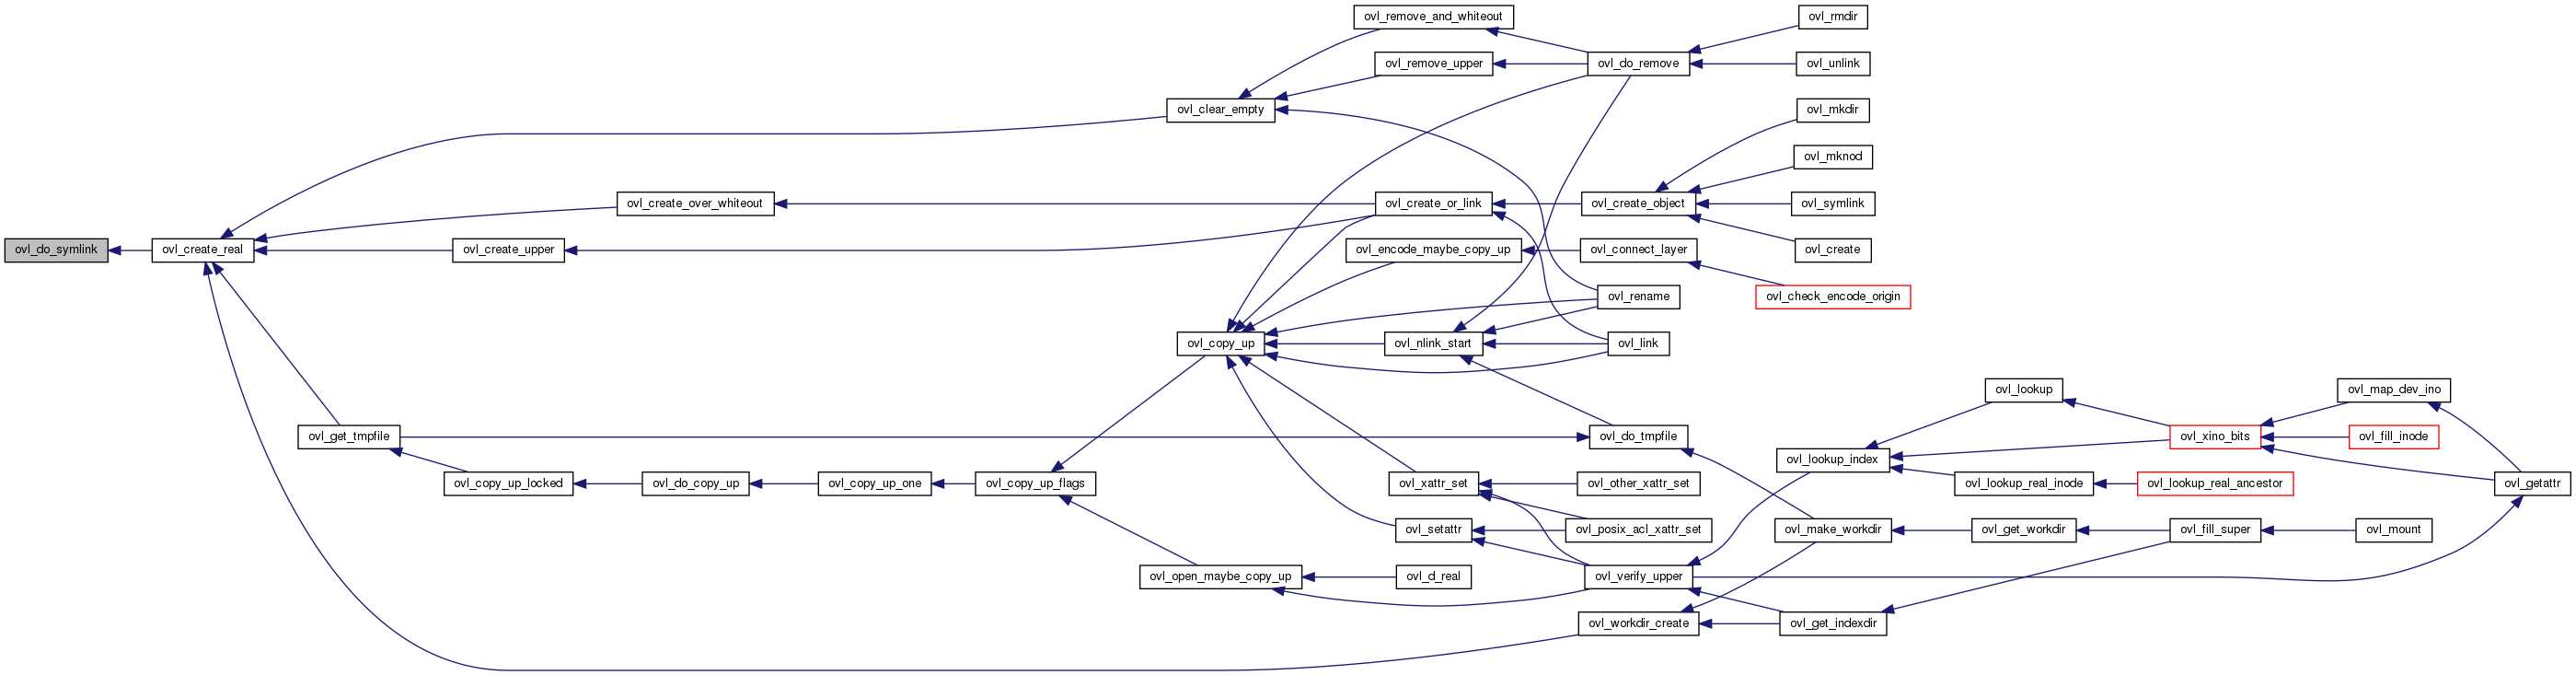 ovl_remove_and_whiteout
ovl_rmdir
ovl_remove_upper
ovl_do_remove
ovl_unlink
ovl_clear_empty
ovl_mkdir
ovl_mknod
ovl_create_over_whiteout
ovl_create_or_link
ovl_create_object
ovl_symlink
ovl_do_symlink
ovl_create_real
ovl_create_upper
ovl_encode_maybe_copy_up
ovl_connect_layer
ovl_create
ovl_rename
ovl_check_encode_origin
ovl_copy_up
ovl_nlink_start
ovl_link
ovl_lookup
ovl_map_dev_ino
ovl_get_tmpfile
ovl_do_tmpfile
ovl_xino_bits
ovl_fill_inode
ovl_lookup_index
ovl_copy_up_locked
ovl_do_copy_up
ovl_copy_up_one
ovl_copy_up_flags
ovl_xattr_set
ovl_other_xattr_set
ovl_lookup_real_inode
ovl_lookup_real_ancestor
ovl_getattr
ovl_setattr
ovl_posix_acl_xattr_set
ovl_make_workdir
ovl_get_workdir
ovl_fill_super
ovl_mount
ovl_open_maybe_copy_up
ovl_d_real
ovl_verify_upper
ovl_workdir_create
ovl_get_indexdir